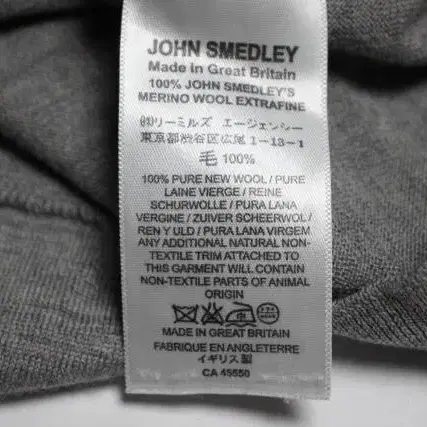 JOHN SMEDLEY
Made in Great Britain
100% JOHN SMEDLEY'S
MERINO WOOL EXTRAFINE
㈱リーミルズ エージェンシー
東京都渋谷区広尾 1-13-1
毛 100%
100% PURE NEW WOOL / PURE
LAINE VIERGE / REINE
SCHURWOLLE / PURA LANA
VERGINE / ZUIVER SCHEERWOL /
REN Y ULD / PURA LANA VIRGEM
ANY ADDITIONAL NATURAL NON-
TEXTILE TRIM ATTACHED TO
THIS GARMENT WILL CONTAIN
NON-TEXTILE PARTS OF ANIMAL
ORIGIN
MADE IN GREAT BRITAIN
FABRIQUE EN ANGLETERRE
イギリス製
CA 45550